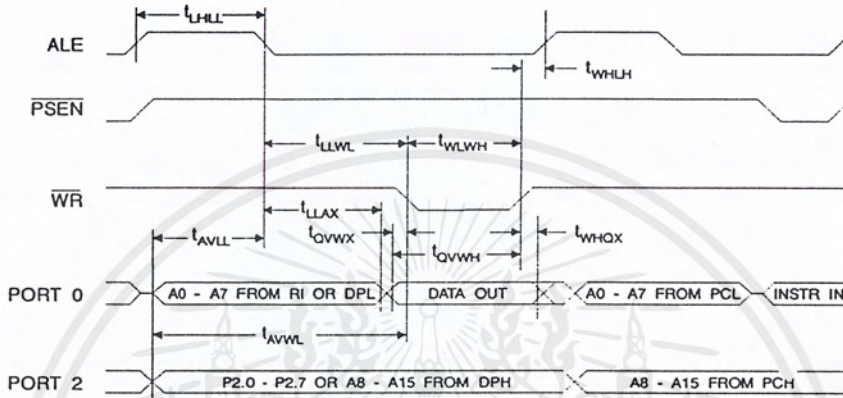 tLHLL
ALE
tWHLH
PSEN
tLLWL
tWLWH
WR
tLLAX
tAVLL
tQVWX
tWHQX
tQVWH
PORT 0
A0 - A7 FROM RI OR DPL
DATA OUT
A0 - A7 FROM PCL
INSTR IN
tAVWL
PORT 2
P2.0 - P2.7 OR A8 - A15 FROM DPH
A8 - A15 FROM PCH